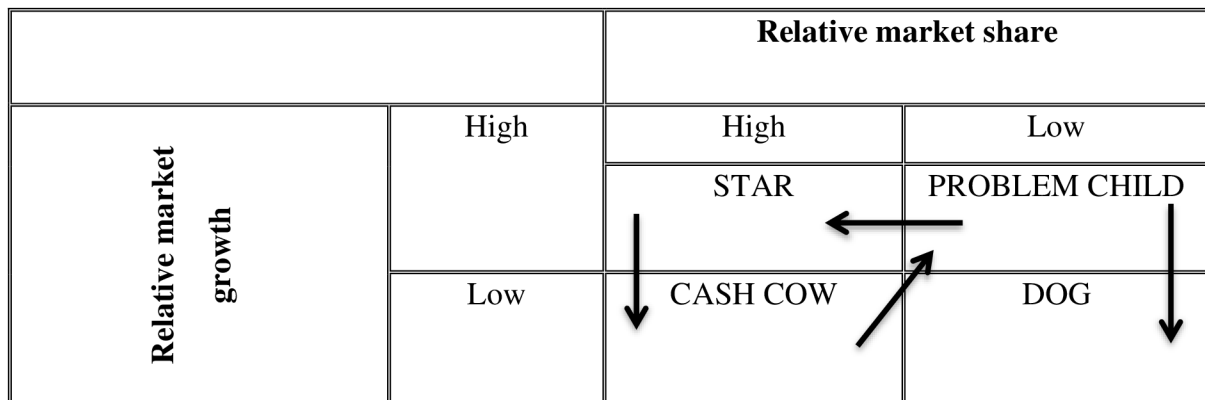 Relative market share
High
High
Low
Relative market
growth
STAR
PROBLEM CHILD
Low
CASH COW
DOG